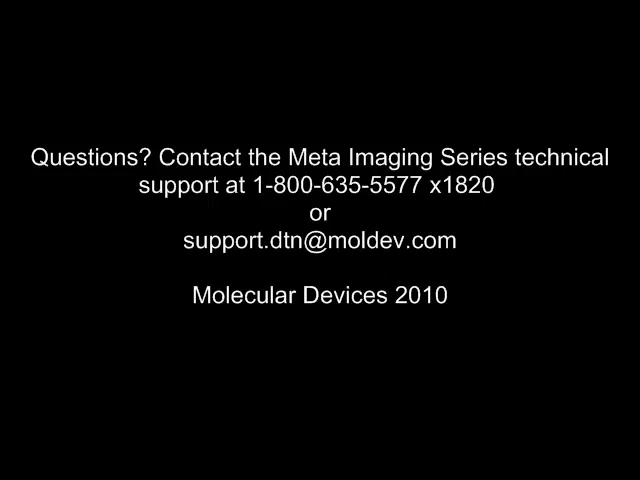 Questions? Contact the Meta Imaging Series technical
support at 1-800-635-5577 x1820
or
support.dtn@moldev.com
Molecular Devices 2010